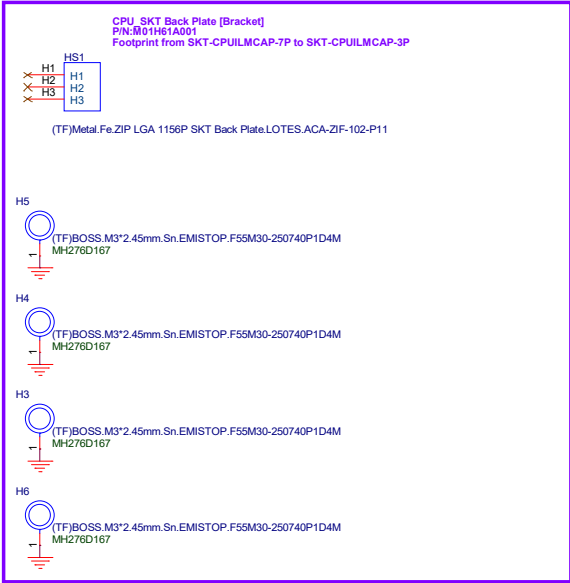 CPU_SKT Back Plate [Bracket]
P/N:M01H61A001
Footprint from SKT-CPUILMCAP-7P to SKT-CPUILMCAP-3P
HS1
H1
H1
H2
H2
H3
H3
(TF)Metal.Fe.ZIP LGA 1156P SKT Back Plate.LOTES.ACA-ZIF-102-P11
H5
(TF)BOSS.M3*2.45mm.Sn.EMISTOP.F55M30-250740P1D4M
MH276D167
1
H4
(TF)BOSS.M3*2.45mm.Sn.EMISTOP.F55M30-250740P1D4M
MH276D167
1
H3
(TF)BOSS.M3*2.45mm.Sn.EMISTOP.F55M30-250740P1D4M
MH276D167
1
H6
(TF)BOSS.M3*2.45mm.Sn.EMISTOP.F55M30-250740P1D4M
MH276D167
1